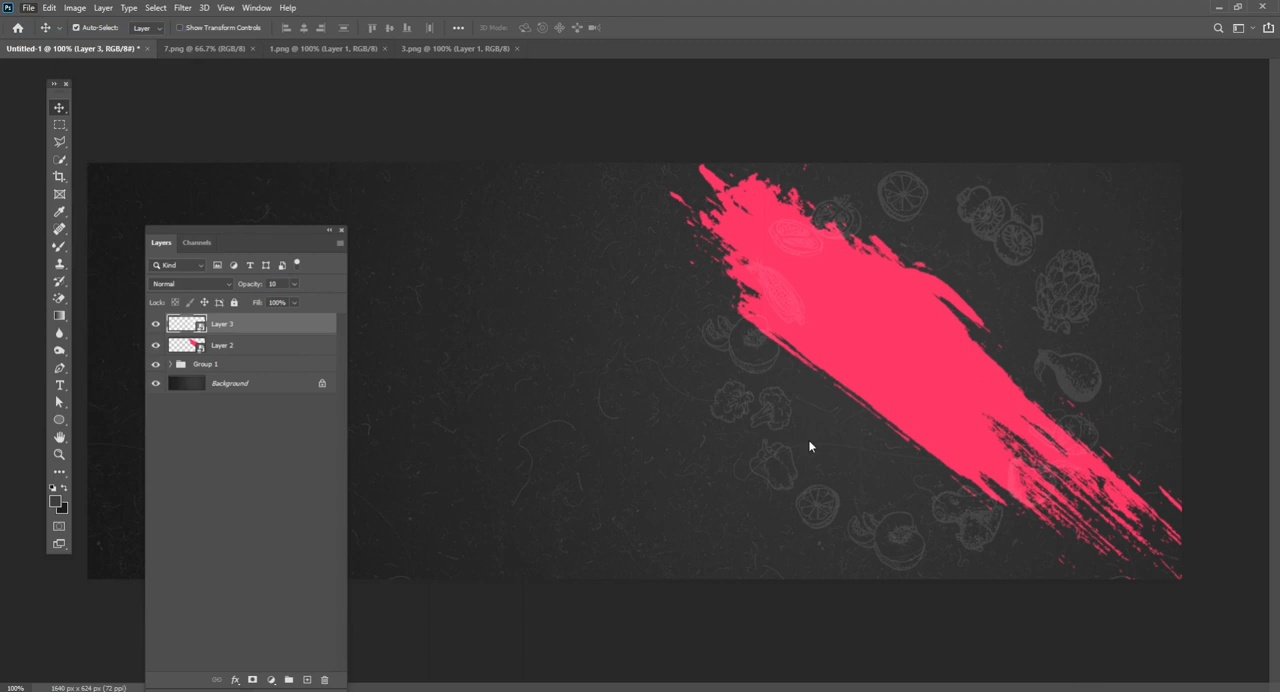 Ps File Edit Image Layer Type Select Filter 3D View Window Help
Auto-Select: Layer Show Transform Controls 3D Mode:
Untitled-1 @ 100% (Layer 3, RGB/8#) * × 7.png @ 66.7% (RGB/8) × 1.png @ 100% (Layer 1, RGB/8) × 3.png @ 100% (Layer 1, RGB/8) ×
Layers Channels
Kind
Normal Opacity: 10
Lock: Fill: 100%
Layer 3
Layer 2
Group 1
Background
fx
100% 1640 px x 624 px (72 ppi)